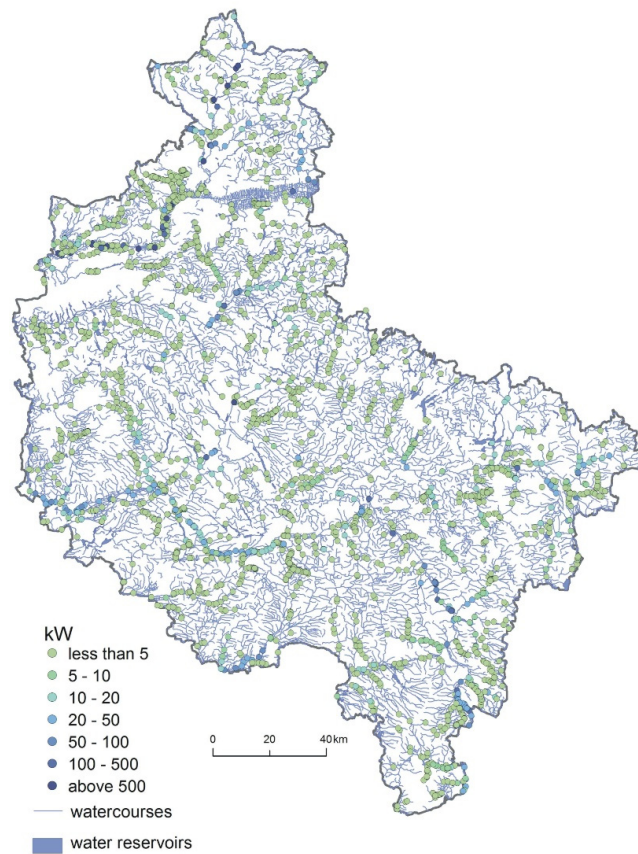 kW
less than 5
5 - 10
10 - 20
20 - 50
50 - 100
100 - 500
above 500
watercourses
water reservoirs
0 20 40 km